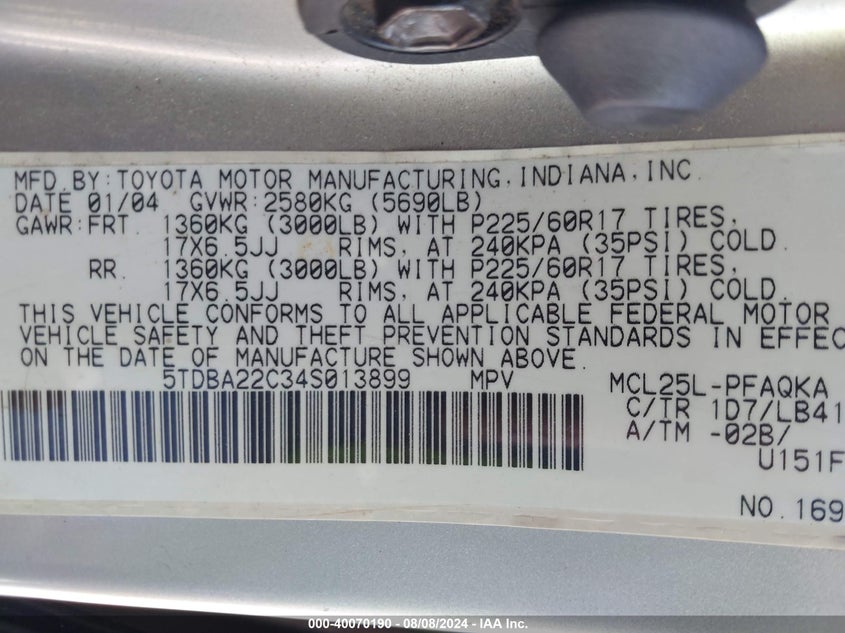 MFD.BY:TOYOTA MOTOR MANUFACTURING,INDIANA,INC.
DATE 01/04 GVWR:2580KG (5690LB)
GAWR:FRT. 1360KG (3000LB) WITH P225/60R17 TIRES,
17X6.5JJ RIMS, AT 240KPA (35PSI) COLD.
RR. 1360KG (3000LB) WITH P225/60R17 TIRES,
17X6.5JJ RIMS, AT 240KPA (35PSI) COLD.
THIS VEHICLE CONFORMS TO ALL APPLICABLE FEDERAL MOTOR
VEHICLE SAFETY AND THEFT PREVENTION STANDARDS IN EFFEC
ON THE DATE OF MANUFACTURE SHOWN ABOVE.
5TDBA22C34S013899 MPV MCL25L-PFAQKA
C/TR 1D7/LB41
A/TM -02B/
U151F
NO.169
000-40070190 - 08/08/2024 - IAA Inc.